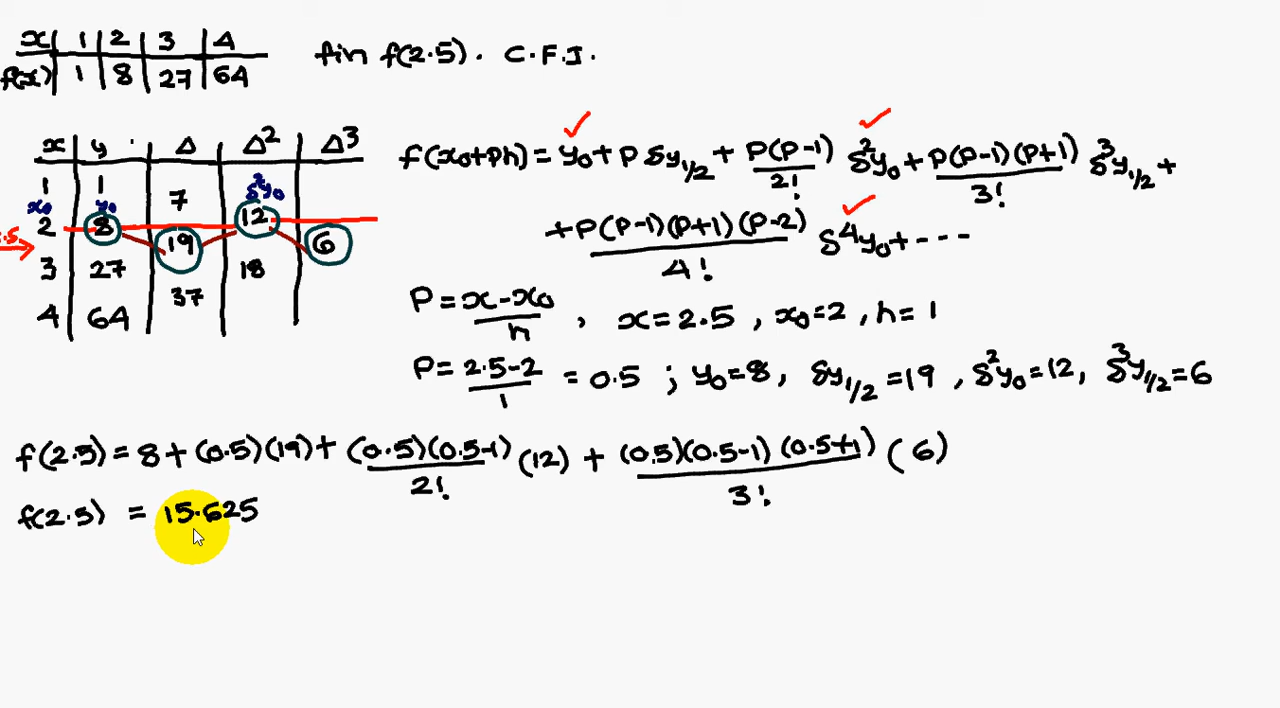 x 1 2 3 4
f(x) 1 8 27 64
fin f(2.5). C.F.I.
x y Δ Δ² Δ³
1 1
7 δ²y₀
x₀ y₀
2 8 12
.5 19 6
3 27 18
37
4 64
f(x₀+ph) = y₀ + p δy₁/₂ + p(p-1)/2! δ²y₀ + p(p-1)(p+1)/3! δ³y₁/₂ +
+ p(p-1)(p+1)(p-2)/4! δ⁴y₀ + ---
p = x-x₀/h , x = 2.5 , x₀=2 , h = 1
p = 2.5-2/1 = 0.5 ; y₀=8, δy₁/₂ =19 , δ²y₀=12, δ³y₁/₂=6
f(2.5) = 8 + (0.5)(19) + (0.5)(0.5-1)/2! (12) + (0.5)(0.5-1)(0.5+1)/3! (6)
f(2.5) = 15.625